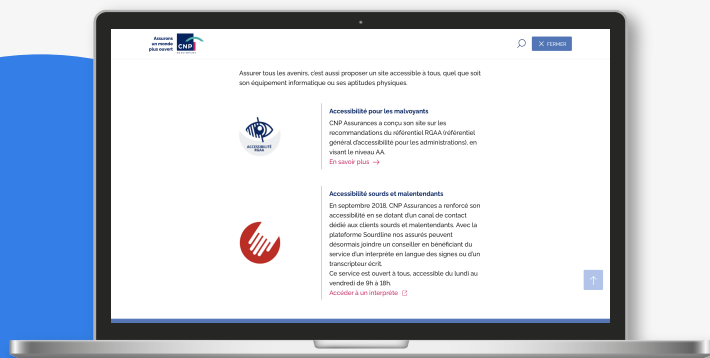 Assurons
un monde
plus ouvert
CNP
FERMER
Assurer tous les avenirs, c'est aussi proposer un site accessible à tous, quel que soit
son équipement informatique ou ses aptitudes physiques.
ACCESSIBILITÉ
RGAA
Accessibilité pour les malvoyants
CNP Assurances a conçu son site sur les
recommandations du référentiel RGAA (référentiel
général d'accessibilité pour les administrations), en
visant le niveau AA.
En savoir plus →
Accessibilité sourds et malentendants
En septembre 2018, CNP Assurances a renforcé son
accessibilité en se dotant d'un canal de contact
dédié aux clients sourds et malentendants. Avec la
plateforme Sourdline nos assurés peuvent
désormais joindre un conseiller en bénéficiant du
service d'un interprète en langue des signes ou d'un
transcripteur écrit.
Ce service est ouvert à tous, accessible du lundi au
vendredi de 9h à 18h.
Accéder à un interprète